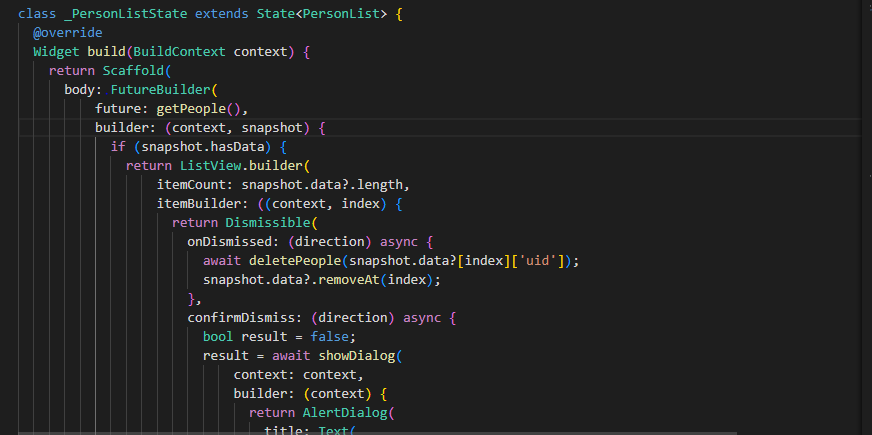 class _PersonListState extends State<PersonList> {
@override
Widget build(BuildContext context) {
return Scaffold(
body: FutureBuilder(
future: getPeople(),
builder: (context, snapshot) {
if (snapshot.hasData) {
return ListView.builder(
itemCount: snapshot.data?.length,
itemBuilder: ((context, index) {
return Dismissible(
onDismissed: (direction) async {
await deletePeople(snapshot.data?[index]['uid']);
snapshot.data?.removeAt(index);
},
confirmDismiss: (direction) async {
bool result = false;
result = await showDialog(
context: context,
builder: (context) {
return AlertDialog(
title: Text(